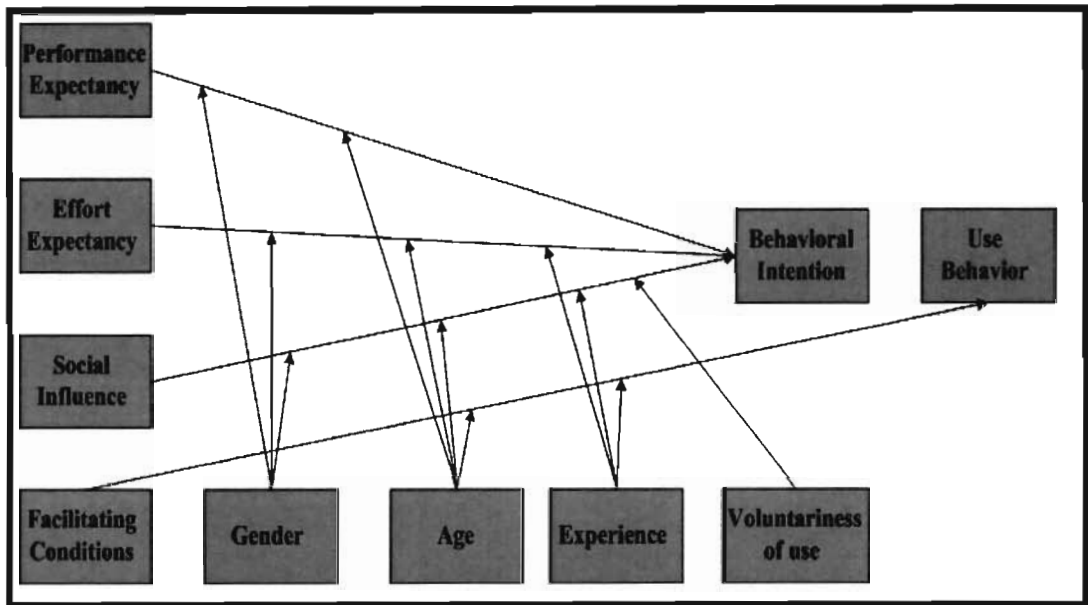 Performance
Expectancy
Effort
Expectancy
Behavioral
Intention
Use
Behavior
Social
Influence
Facilitating
Conditions
Gender
Age
Experience
Voluntariness
of use